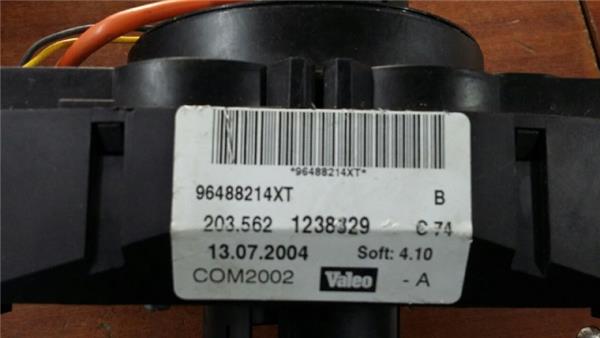 *96488214XT*
96488214XT B
203.562 1238329 C 74
13.07.2004 Soft: 4.10
COM2002 Valeo - A